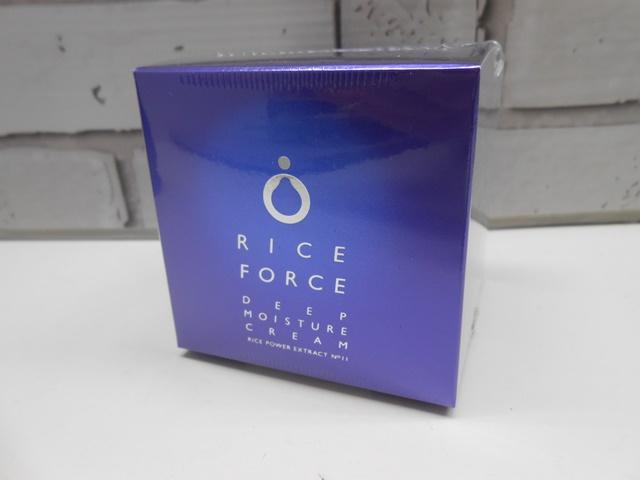 RICE
FORCE
DEEP
MOISTURE
CREAM
RICE POWER EXTRACT Nº11